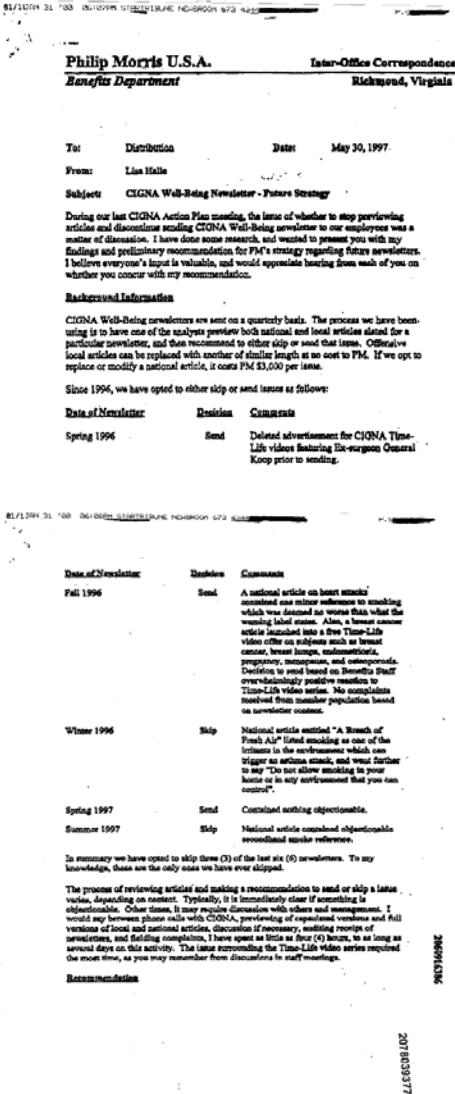 01/31JAN 31 '00 06:07PM STARTRIBUNE NEWSROOM 673
Philip Morris U.S.A. Inter-Office Correspondence
Benefits Department Richmond, Virginia
To: Distribution Date: May 30, 1997
From: Lisa Halle
Subject: CIGNA Well-Being Newsletter - Future Strategy
During our last CIGNA Action Plan meeting, the issue of whether to stop previewing
articles and discontinue sending CIGNA Well-Being newsletter to our employees was a
matter of discussion. I have done some research, and wanted to present you with my
findings and preliminary recommendation for PM's strategy regarding future newsletters.
I believe everyone's input is valuable, and would appreciate hearing from each of you on
whether you concur with my recommendation.
Background Information
CIGNA Well-Being newsletters are sent on a quarterly basis. The process we have been
using is to have one of the analysts preview both national and local articles slated for a
particular newsletter, and then recommend to either skip or send that issue. Offensive
local articles can be replaced with another of similar length at no cost to PM. If we opt to
replace or modify a national article, it costs PM $3,000 per issue.
Since 1996, we have opted to either skip or send issues as follows:
Date of Newsletter Decision Comments
Spring 1996 Send Deleted advertisement for CIGNA Time-
Life videos featuring Ex-surgeon General
Koop prior to sending.
JAN 31 '00 06:08PM STARTRIBUNE NEWSROOM 673
Date of Newsletter Decision Comments
Fall 1996 Send A national article on heart attacks
contained one minor reference to smoking
which was deemed no worse than what the
warning label states. Also, a breast cancer
article launched into a free Time-Life
video offer on subjects such as breast
cancer, breast lumps, endometriosis,
pregnancy, menopause, and osteoporosis.
Decision to send based on Benefits Staff
overwhelmingly positive reaction to
Time-Life video series. No complaints
received from member population based
on newsletter content.
Winter 1996 Skip National article entitled "A Breath of
Fresh Air" listed smoking as one of the
irritants in the environment which can
trigger an asthma attack, and went further
to say "Do not allow smoking in your
home or in any environment that you can
control".
Spring 1997 Send Contained nothing objectionable.
Summer 1997 Skip National article contained objectionable
secondhand smoke reference.
In summary we have opted to skip three (3) of the last six (6) newsletters. To my
knowledge, these are the only ones we have ever skipped.
The process of reviewing articles and making a recommendation to send or skip a issue
varies, depending on content. Typically, it is immediately clear if something is
objectionable. Other times, it may require discussion with others and management. I
would say between phone calls with CIGNA, previewing of capsulated versions and full
versions of local and national articles, discussion if necessary, auditing receipt of
newsletters, and fielding complaints, I have spent as little as four (4) hours, to as long as
several days on this activity. The issue surrounding the Time-Life video series required
the most time, as you may remember from discussions in staff meetings.
Recommendation
2060916386
2078039377